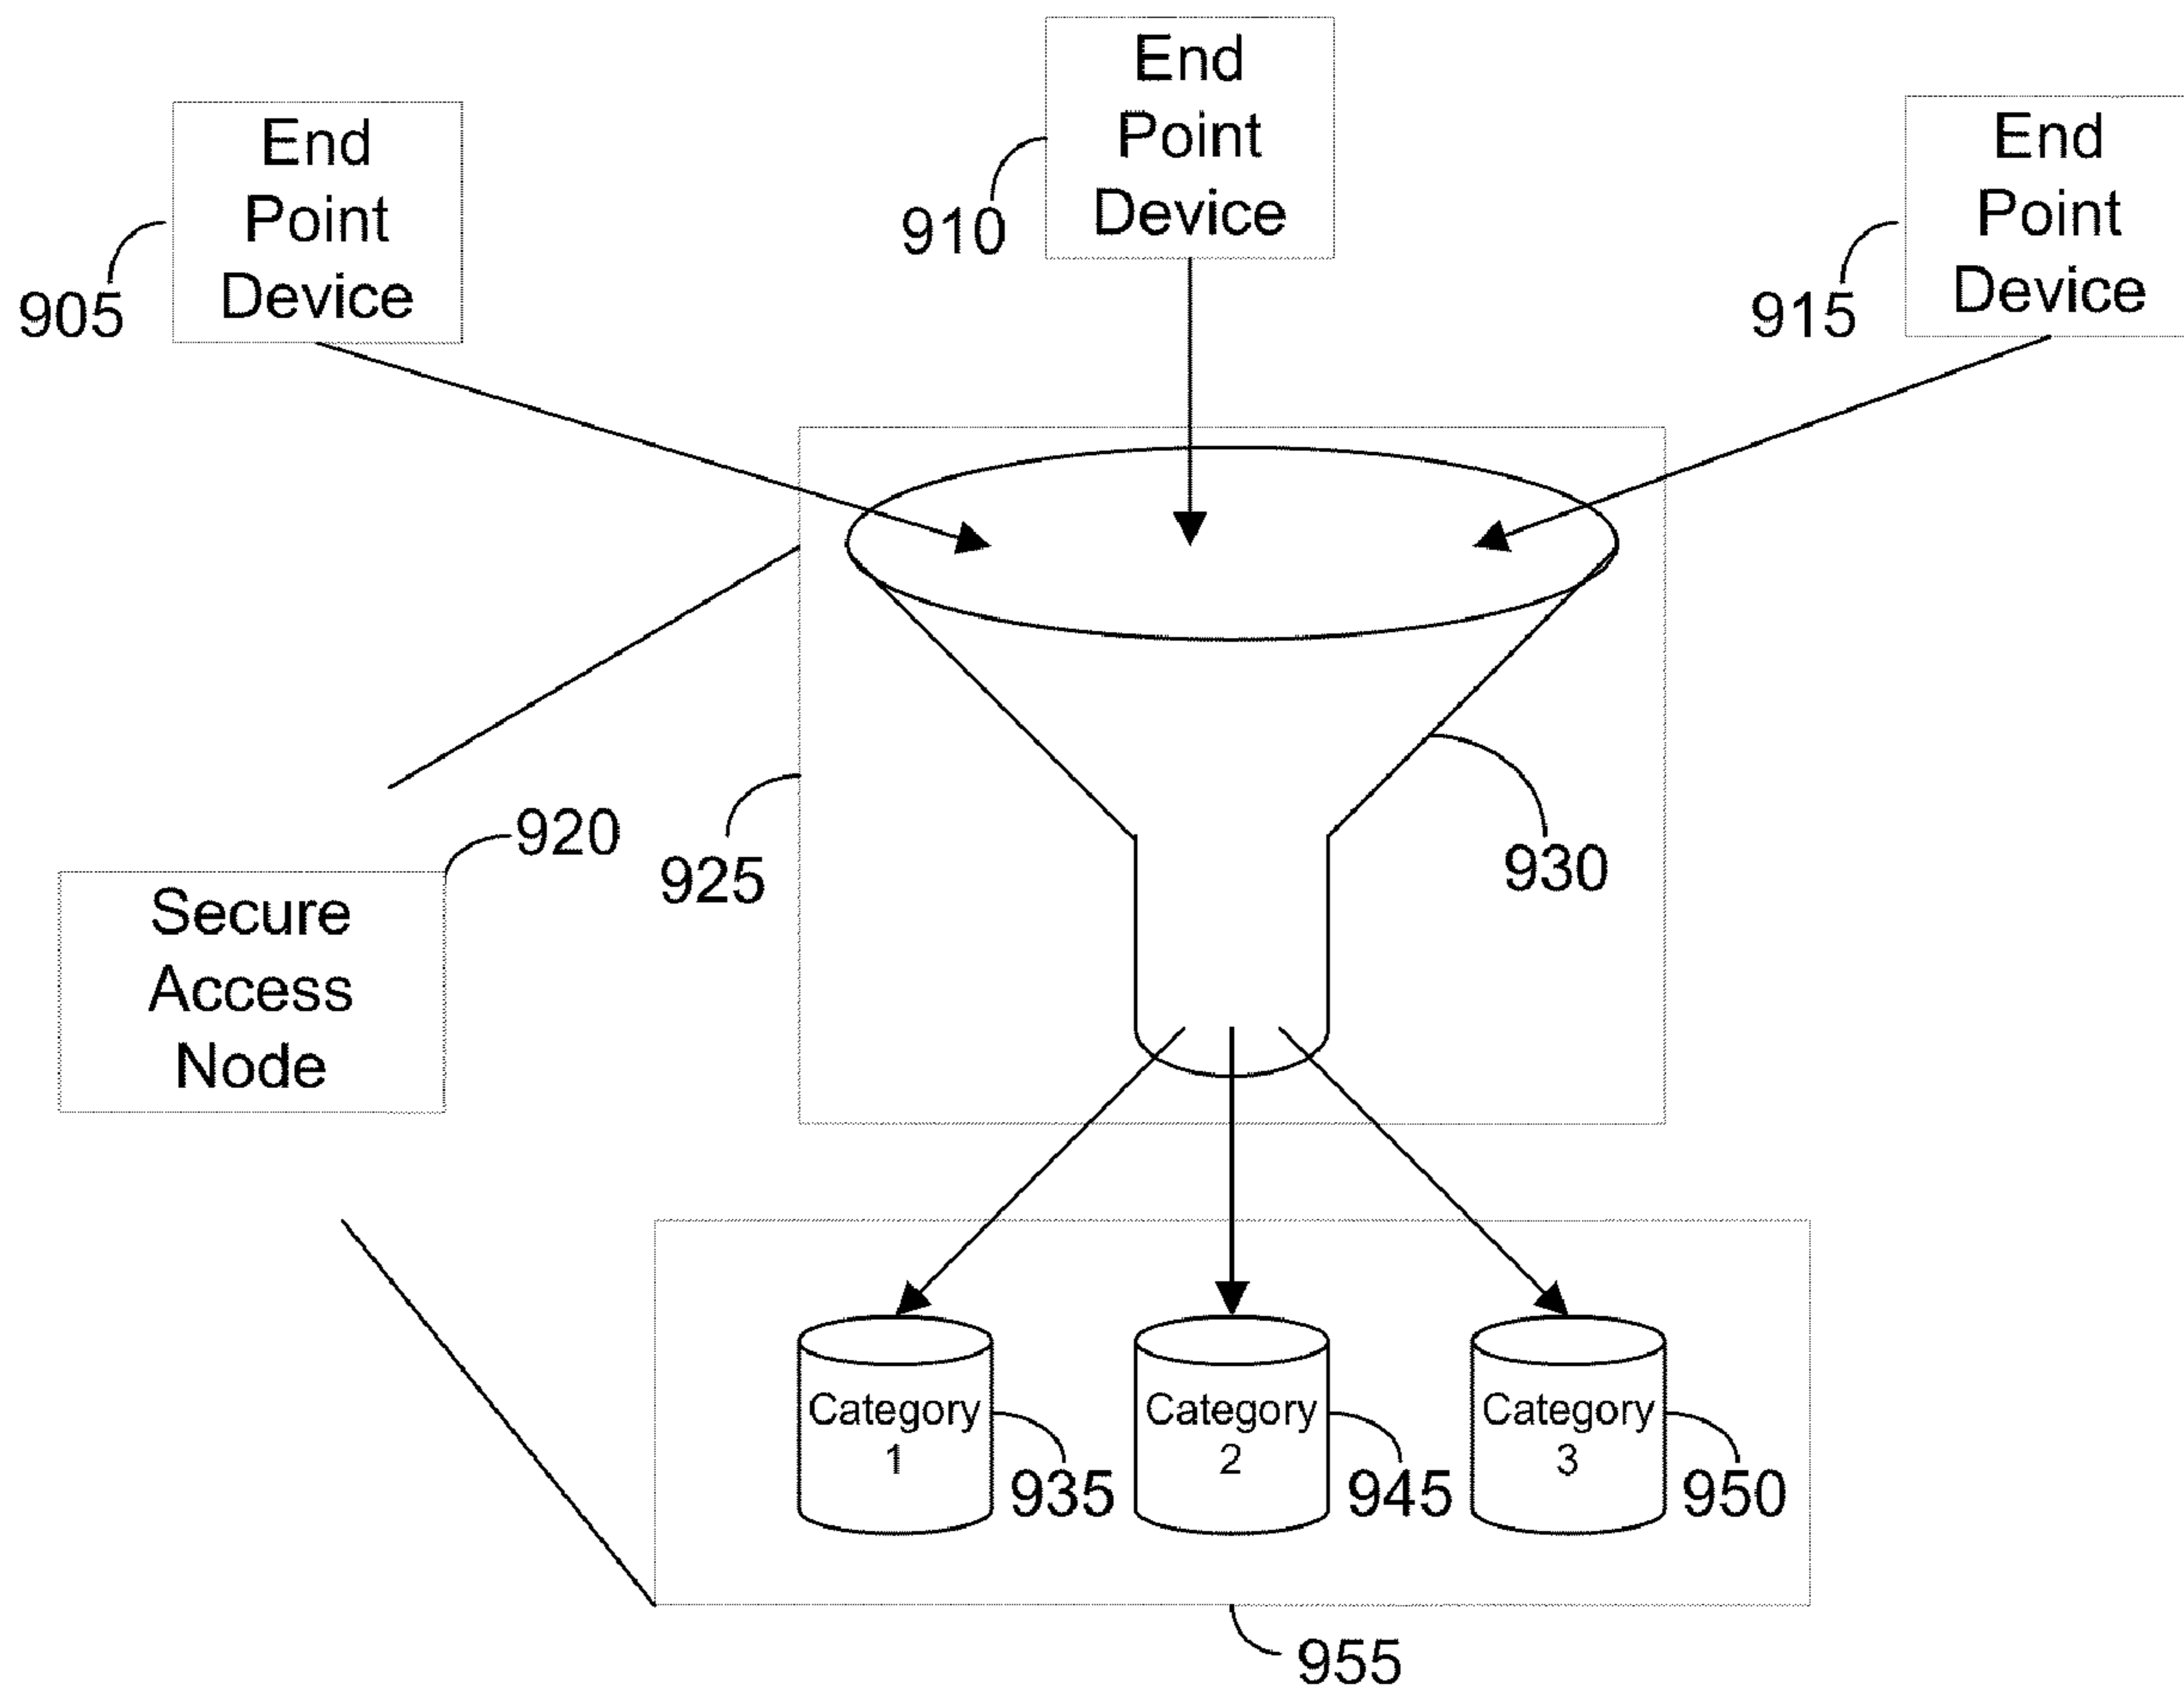 End
Point
Device
910
End
Point
Device
905
End
Point
Device
915
920
Secure
Access
Node
925
930
Category
1
935
Category
2
945
Category
3
950
955